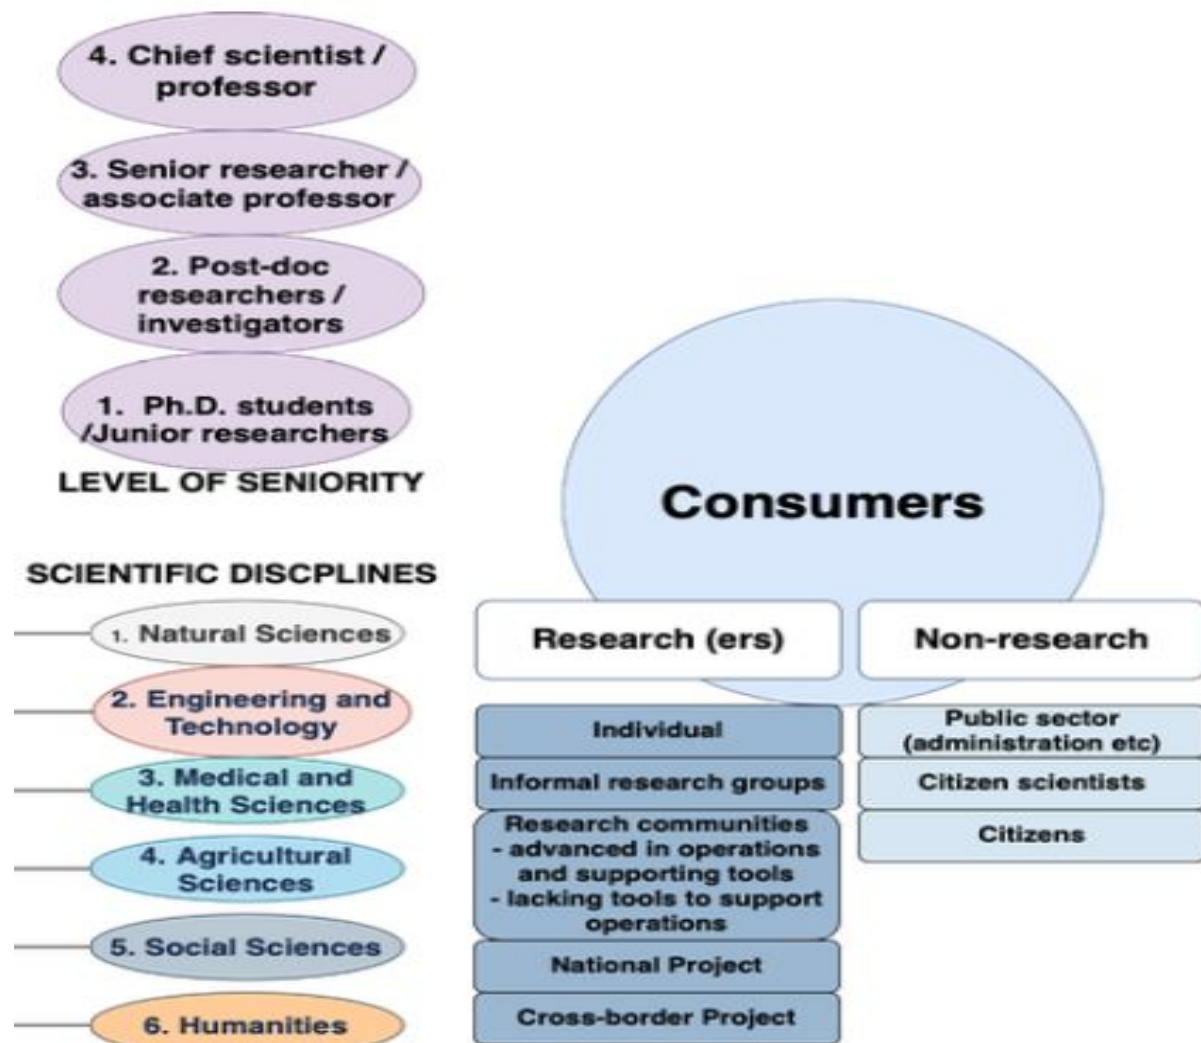 4. Chief scientist /
professor
3. Senior researcher /
associate professor
2. Post-doc
researchers /
investigators
1. Ph.D. students
/Junior researchers
LEVEL OF SENIORITY
Consumers
SCIENTIFIC DISCPLINES
1. Natural Sciences
2. Engineering and
Technology
3. Medical and
Health Sciences
4. Agricultural
Sciences
5. Social Sciences
6. Humanities
Research (ers)
Individual
Informal research groups
Research communities
- advanced in operations
and supporting tools
- lacking tools to support
operations
National Project
Cross-border Project
Non-research
Public sector
(administration etc)
Citizen scientists
Citizens